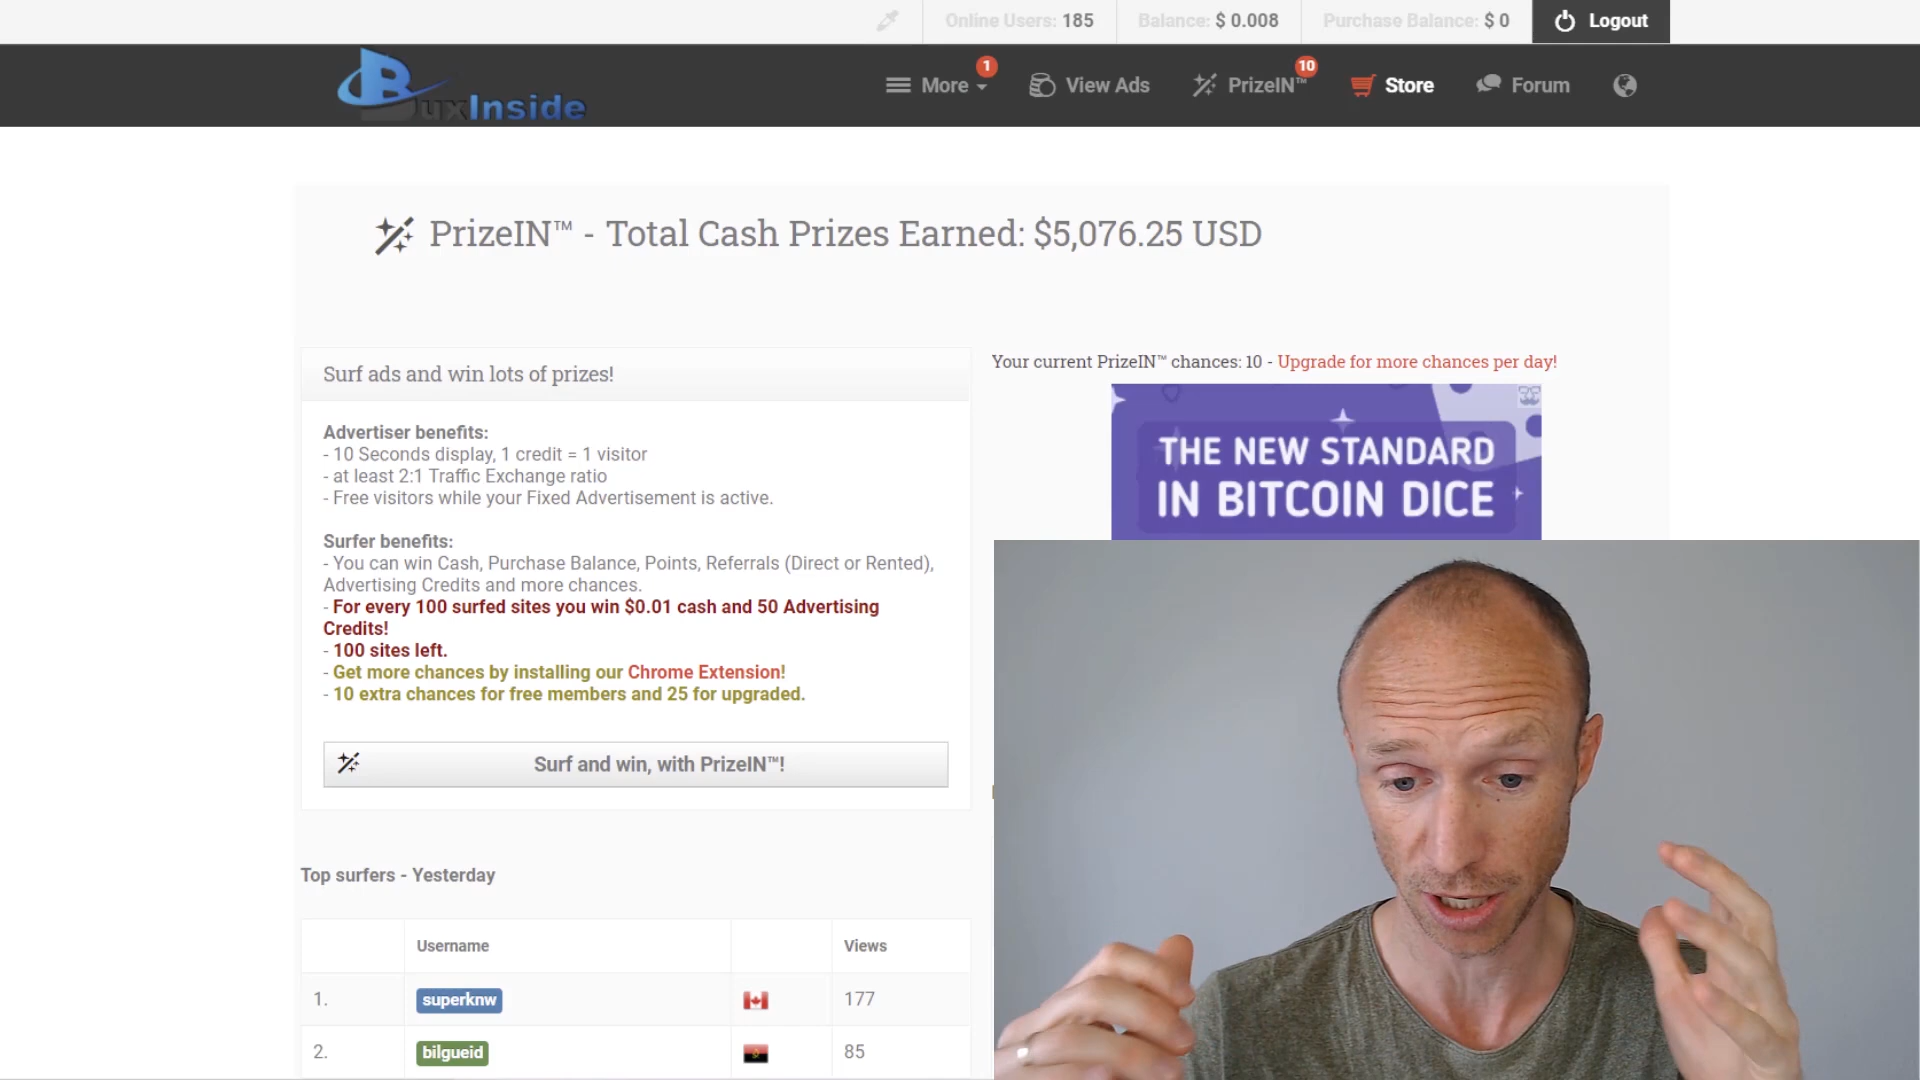 Online Users: 185
Balance: $ 0.008
Purchase Balance: $ 0
Logout
BuxInside
More
1
View Ads
PrizeIN™
10
Store
Forum
PrizeIN™ - Total Cash Prizes Earned: $5,076.25 USD
Surf ads and win lots of prizes!
Advertiser benefits:
- 10 Seconds display, 1 credit = 1 visitor
- at least 2:1 Traffic Exchange ratio
- Free visitors while your Fixed Advertisement is active.
Surfer benefits:
- You can win Cash, Purchase Balance, Points, Referrals (Direct or Rented),
Advertising Credits and more chances.
- For every 100 surfed sites you win $0.01 cash and 50 Advertising
Credits!
- 100 sites left.
- Get more chances by installing our Chrome Extension!
- 10 extra chances for free members and 25 for upgraded.
Surf and win, with PrizeIN™!
Your current PrizeIN™ chances: 10 - Upgrade for more chances per day!
THE NEW STANDARD
IN BITCOIN DICE
Top surfers - Yesterday
Username
Views
1.
superknw
177
2.
bilgueid
85